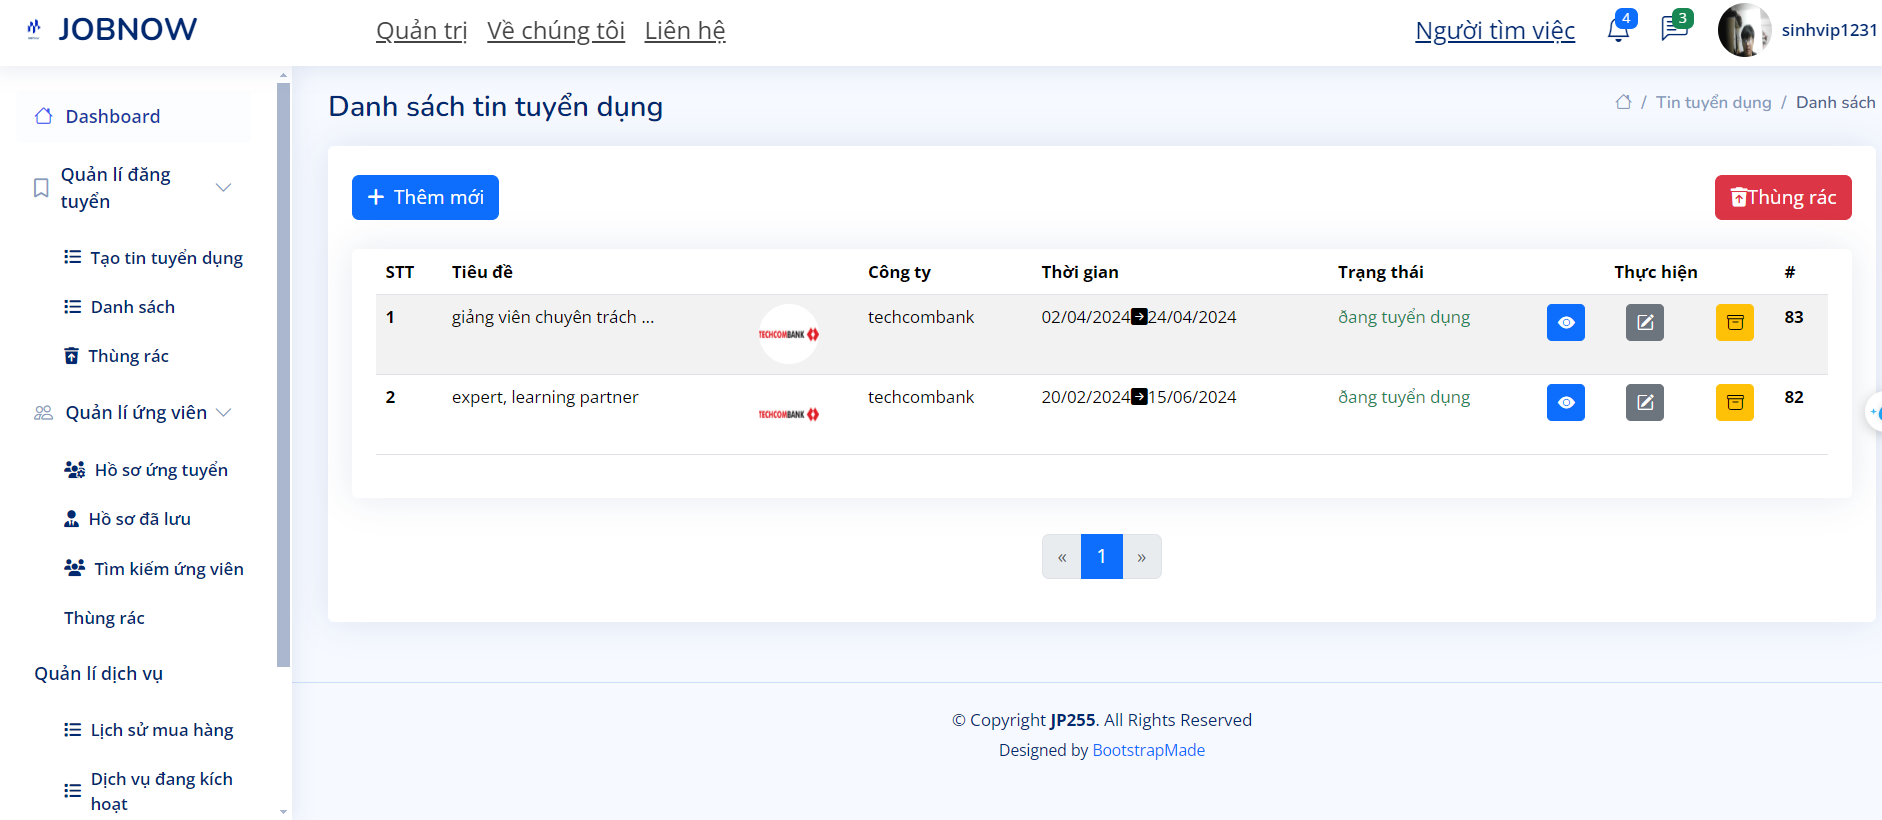 JOBNOW
Quản trị Về chúng tôi Liên hệ
Người tìm việc 4 3 sinhvip1231
Dashboard
Quản lí đăng
tuyển
Tạo tin tuyển dụng
Danh sách
Thùng rác
Quản lí ứng viên
Hồ sơ ứng tuyển
Hồ sơ đã lưu
Tìm kiếm ứng viên
Thùng rác
Quản lí dịch vụ
Lịch sử mua hàng
Dịch vụ đang kích
hoạt
Danh sách tin tuyển dụng
/ Tin tuyển dụng / Danh sách
+ Thêm mới
Thùng rác
STT Tiêu đề Công ty Thời gian Trạng thái Thực hiện #
1 giảng viên chuyên trách ... TECHCOMBANK techcombank 02/04/2024 24/04/2024 ðang tuyển dụng 83
2 expert, learning partner TECHCOMBANK techcombank 20/02/2024 15/06/2024 ðang tuyển dụng 82
« 1 »
© Copyright JP255. All Rights Reserved
Designed by BootstrapMade